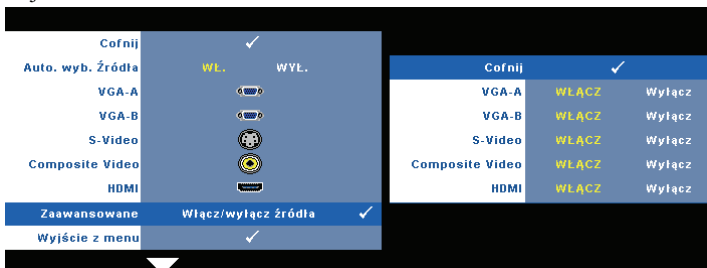 Cofnij
Auto. wyb. Źródła WŁ. WYŁ.
VGA-A
VGA-B
S-Video
Composite Video
HDMI
Zaawansowane Włącz/wyłącz źródła
Wyjście z menu
Cofnij
VGA-A WŁĄCZ Wyłącz
VGA-B WŁĄCZ Wyłącz
S-Video WŁĄCZ Wyłącz
Composite Video WŁĄCZ Wyłącz
HDMI WŁĄCZ Wyłącz